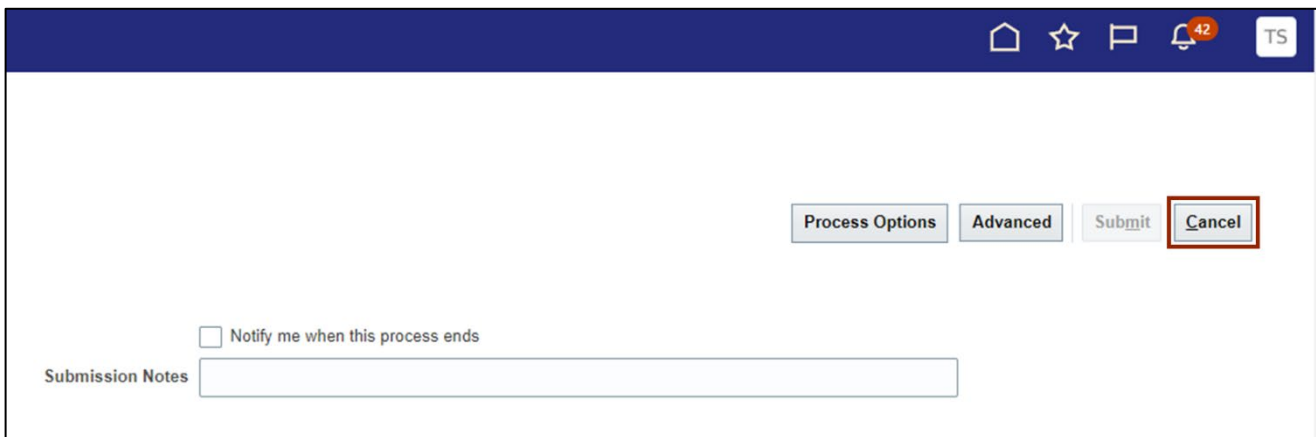 42
TS
Process Options Advanced Submit Cancel
Notify me when this process ends
Submission Notes